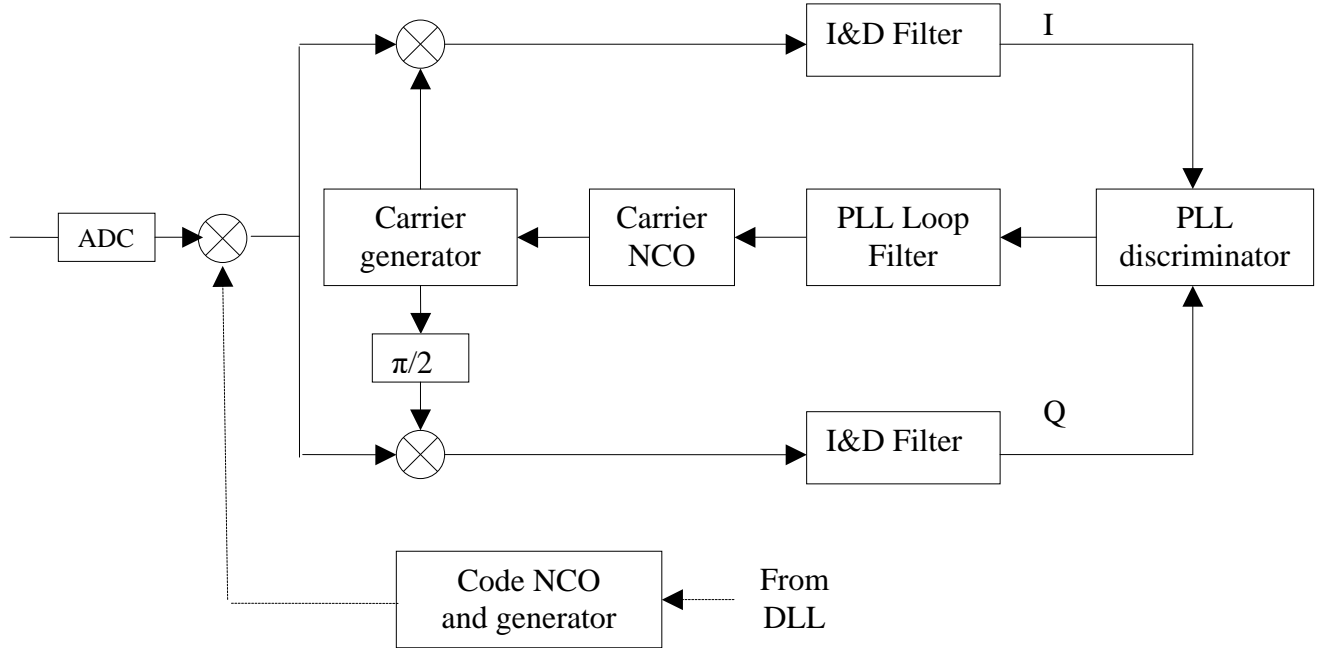 I&D Filter
I
ADC
Carrier
generator
Carrier
NCO
PLL Loop
Filter
PLL
discriminator
π/2
I&D Filter
Q
Code NCO
and generator
From
DLL